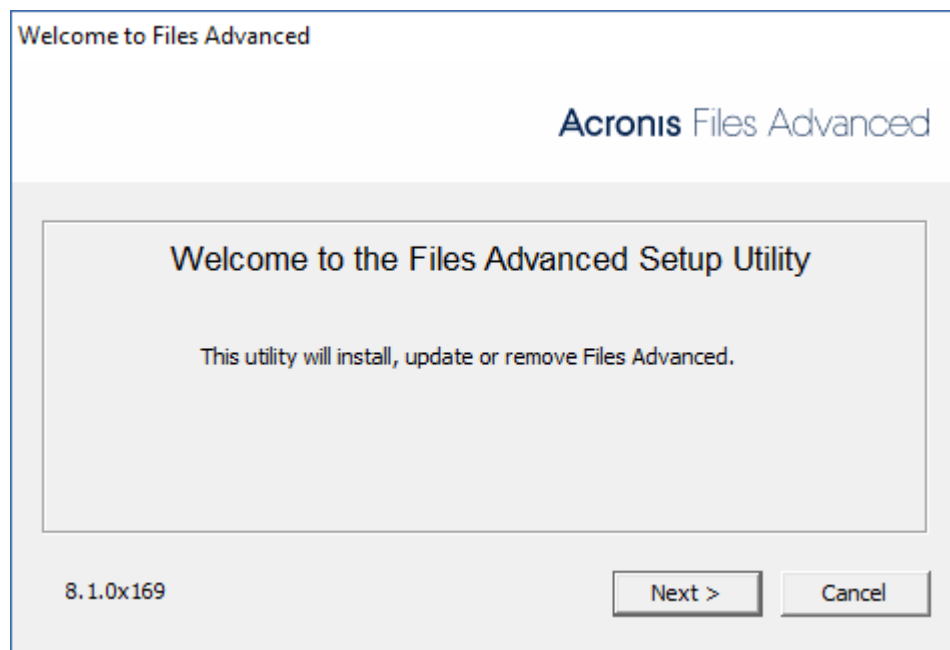 Welcome to Files Advanced
Acronis Files Advanced
Welcome to the Files Advanced Setup Utility
This utility will install, update or remove Files Advanced.
8.1.0x169
Next >
Cancel